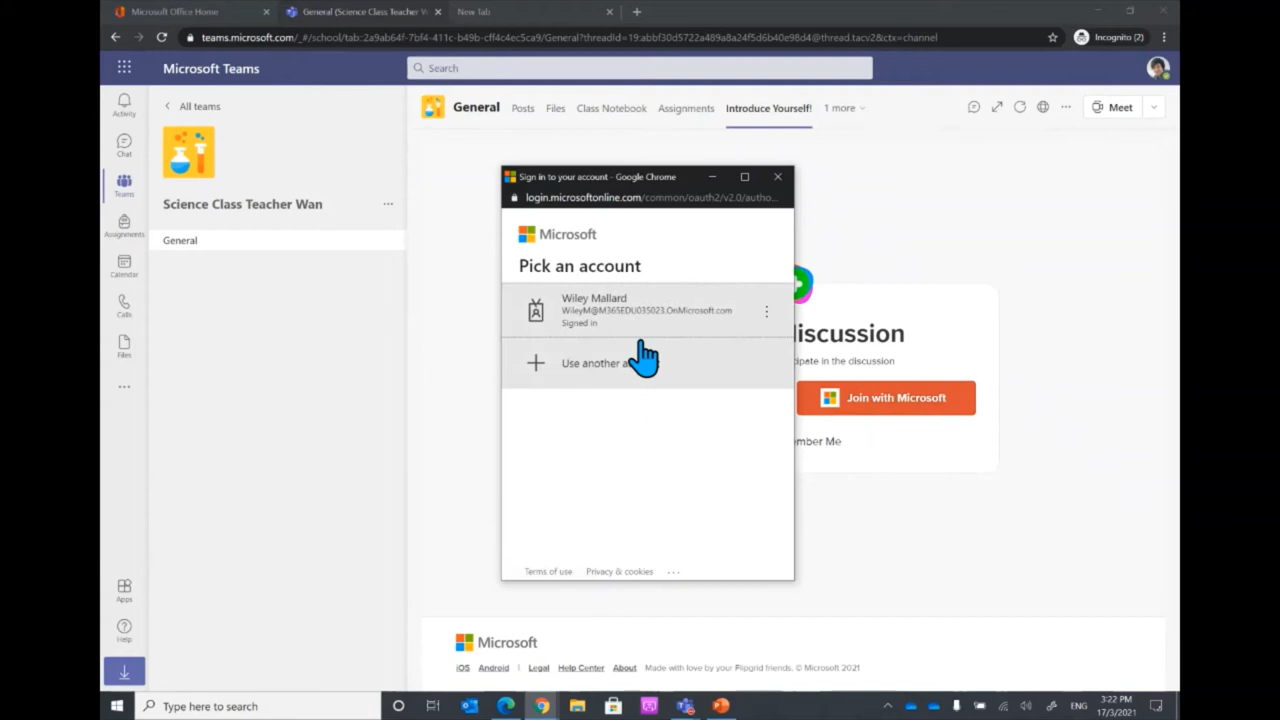 Microsoft Office Home
General (Science Class Teacher W
New Tab
teams.microsoft.com/_#/school/tab:2a9ab64f-7bf4-411c-b49b-cff4c4ec5ca9/General?threadId=19:abbf30d5722a489a8a24f5d6b40e98d4@thread.tacv2&ctx=channel
Incognito (2)
Microsoft Teams
Search
Activity
Chat
Teams
Assignments
Calendar
Calls
Files
Apps
Help
All teams
Science Class Teacher Wan
General
General
Posts
Files
Class Notebook
Assignments
Introduce Yourself!
1 more
Meet
Sign in to your account - Google Chrome
login.microsoftonline.com/common/oauth2/v2.0/autho...
Microsoft
Pick an account
Wiley Mallard
WileyM@M365EDU035023.OnMicrosoft.com
Signed in
Use another a
iscussion
ipate in the discussion
Join with Microsoft
mber Me
Terms of use
Privacy & cookies
Microsoft
iOS
Android
Legal
Help Center
About
Made with love by your Flipgrid friends. © Microsoft 2021
Type here to search
ENG
3:22 PM
17/3/2021